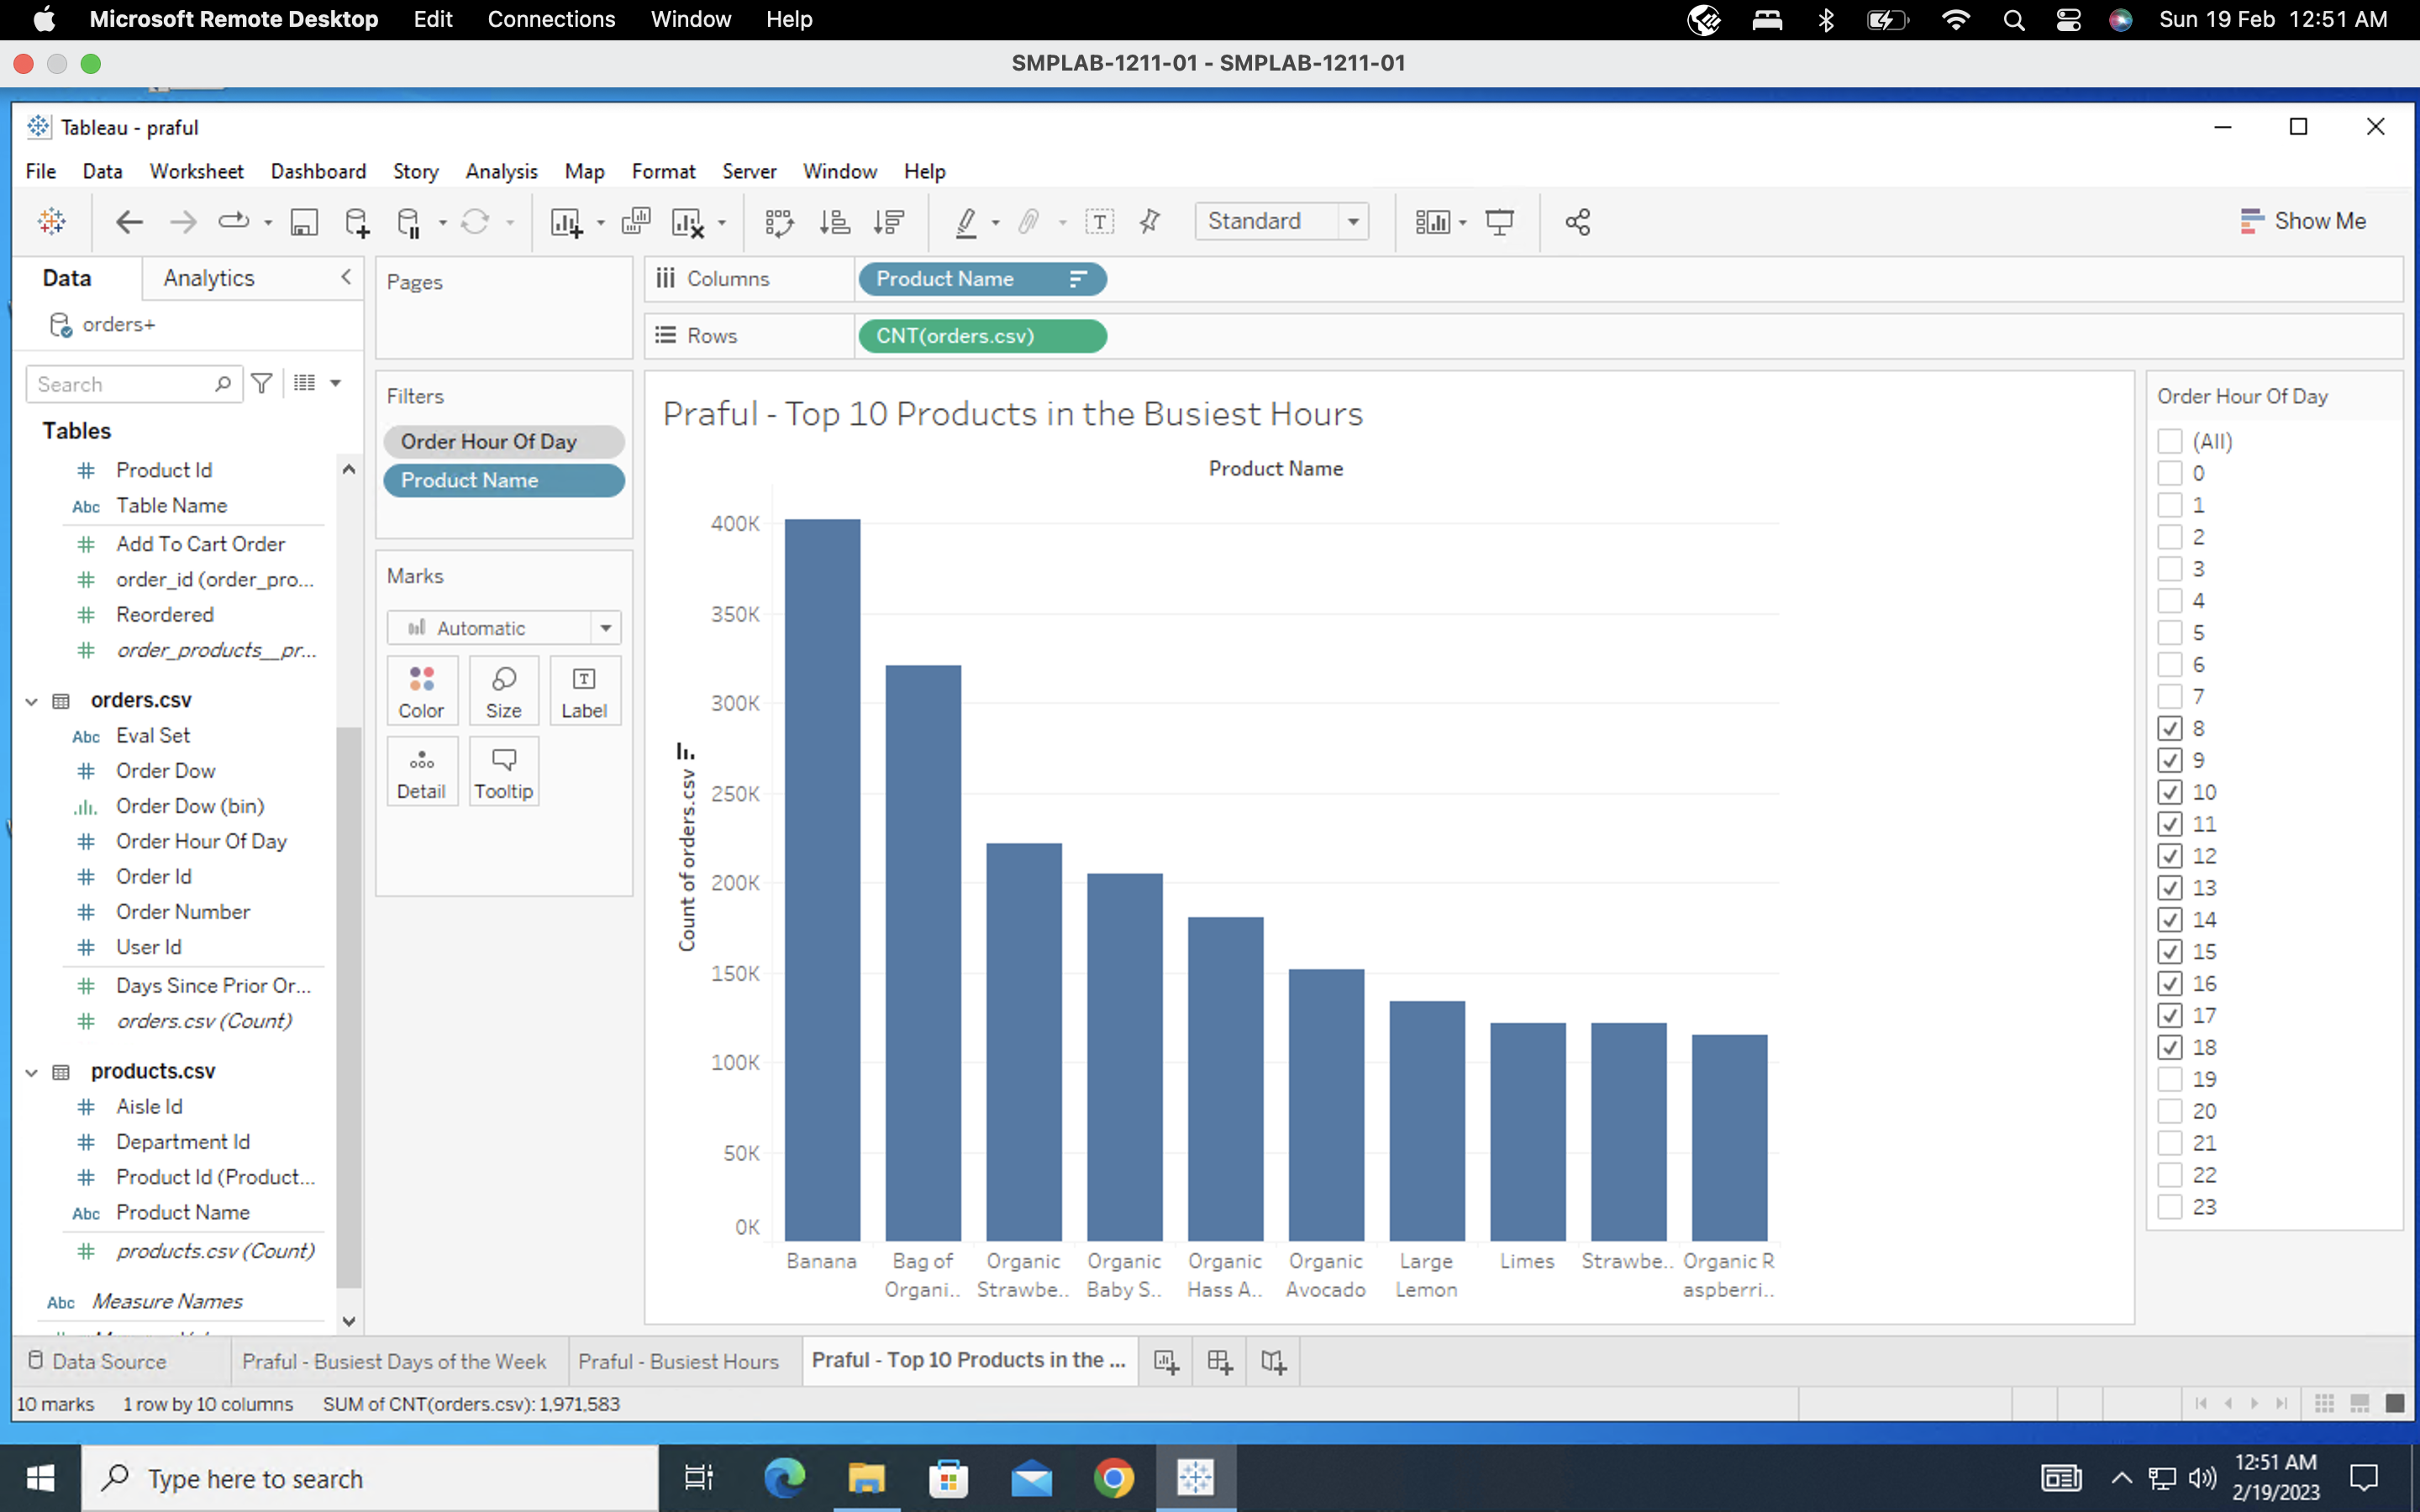 Microsoft Remote Desktop Edit Connections Window Help Sun 19 Feb 12:51 AM
SMPLAB-1211-01 - SMPLAB-1211-01
Tableau - praful
File Data Worksheet Dashboard Story Analysis Map Format Server Window Help
Standard
Show Me
Data Analytics
orders+
Search
Tables
# Product Id
Abc Table Name
# Add To Cart Order
# order_id (order_pro...
# Reordered
# order_products__pr...
orders.csv
Abc Eval Set
# Order Dow
Order Dow (bin)
# Order Hour Of Day
# Order Id
# Order Number
# User Id
# Days Since Prior Or...
# orders.csv (Count)
products.csv
# Aisle Id
# Department Id
# Product Id (Product...
Abc Product Name
# products.csv (Count)
Abc Measure Names
Pages
Filters
Order Hour Of Day
Product Name
Marks
Automatic
Color Size Label
Detail Tooltip
Columns Product Name
Rows CNT(orders.csv)
Praful - Top 10 Products in the Busiest Hours
Product Name
Count of orders.csv
400K
350K
300K
250K
200K
150K
100K
50K
0K
Banana
Bag of
Organi..
Organic
Strawbe..
Organic
Baby S..
Organic
Hass A..
Organic
Avocado
Large
Lemon
Limes
Strawbe..
Organic R
aspberri..
Order Hour Of Day
(All)
0
1
2
3
4
5
6
7
8
9
10
11
12
13
14
15
16
17
18
19
20
21
22
23
Data Source Praful - Busiest Days of the Week Praful - Busiest Hours Praful - Top 10 Products in the ...
10 marks 1 row by 10 columns SUM of CNT(orders.csv): 1,971,583
Type here to search
12:51 AM
2/19/2023